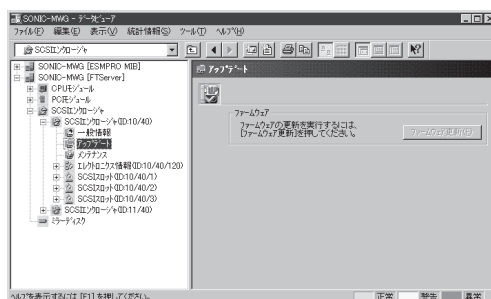 SONIC-MWG - データビューア
ファイル(F) 編集(E) 表示(V) 統計情報(S) ツール(T) ヘルプ(H)
SCSIエンクロージャ
SONIC-MWG [ESMPRO MIB]
SONIC-MWG [FTServer]
CPUモジュール
PCIモジュール
SCSIエンクロージャ
SCSIエンクロージャ(ID:10/40)
一般情報
アップデート
メンテナンス
エレクトロニクス情報(ID:10/40/120)
SCSIスロット(ID:10/40/1)
SCSIスロット(ID:10/40/2)
SCSIスロット(ID:10/40/3)
SCSIエンクロージャ(ID:11/40)
ミラーディスク
アップデート
ファームウェア
ファームウェアの更新を実行するには、
[ファームウェア更新]を押してください。
ファームウェア更新(E)
ヘルプを表示するには [F1] を押してください。
正常 警告 異常